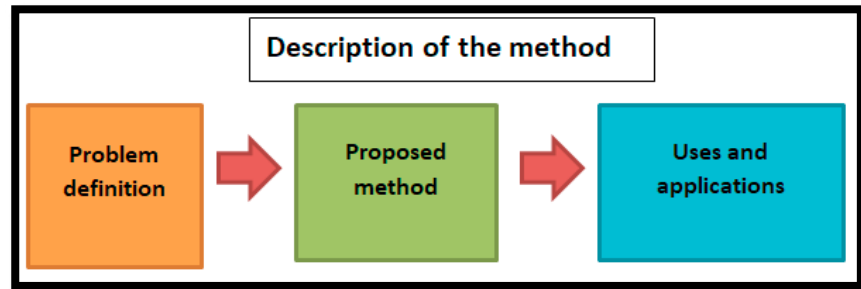 Description of the method
Problem
definition
Proposed
method
Uses and
applications